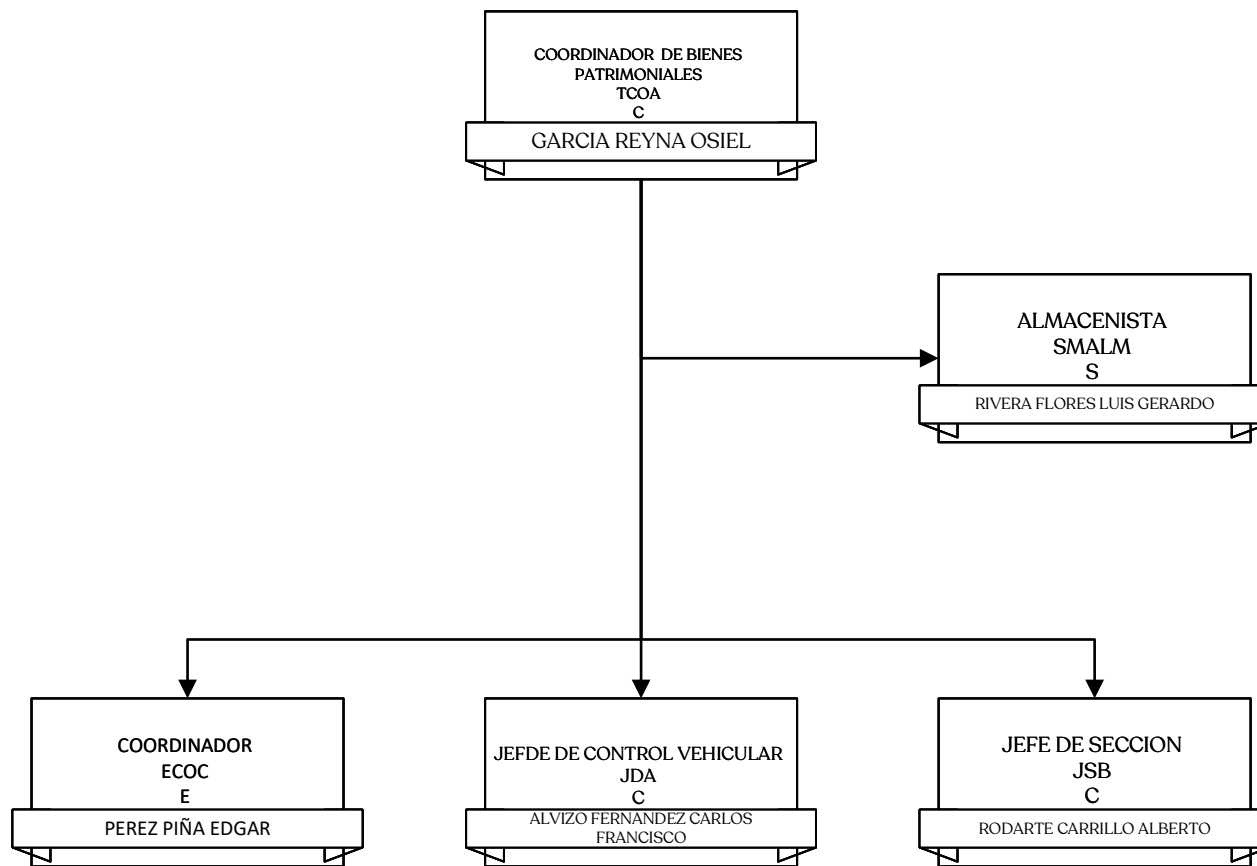 COORDINADOR DE BIENES
PATRIMONIALES
TCOA
C
GARCIA REYNA OSIEL
ALMACENISTA
SMALM
S
RIVERA FLORES LUIS GERARDO
COORDINADOR
ECOC
E
PEREZ PIÑA EDGAR
JEFDE DE CONTROL VEHICULAR
JDA
C
ALVIZO FERNANDEZ CARLOS
FRANCISCO
JEFE DE SECCION
JSB
C
RODARTE CARRILLO ALBERTO